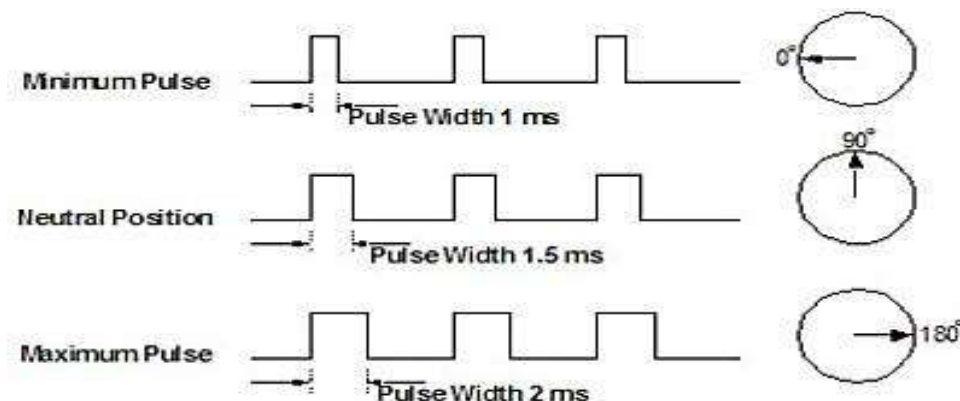 Minimum Pulse
Pulse Width 1 ms
0°
Neutral Position
Pulse Width 1.5 ms
90°
Maximum Pulse
Pulse Width 2 ms
180°